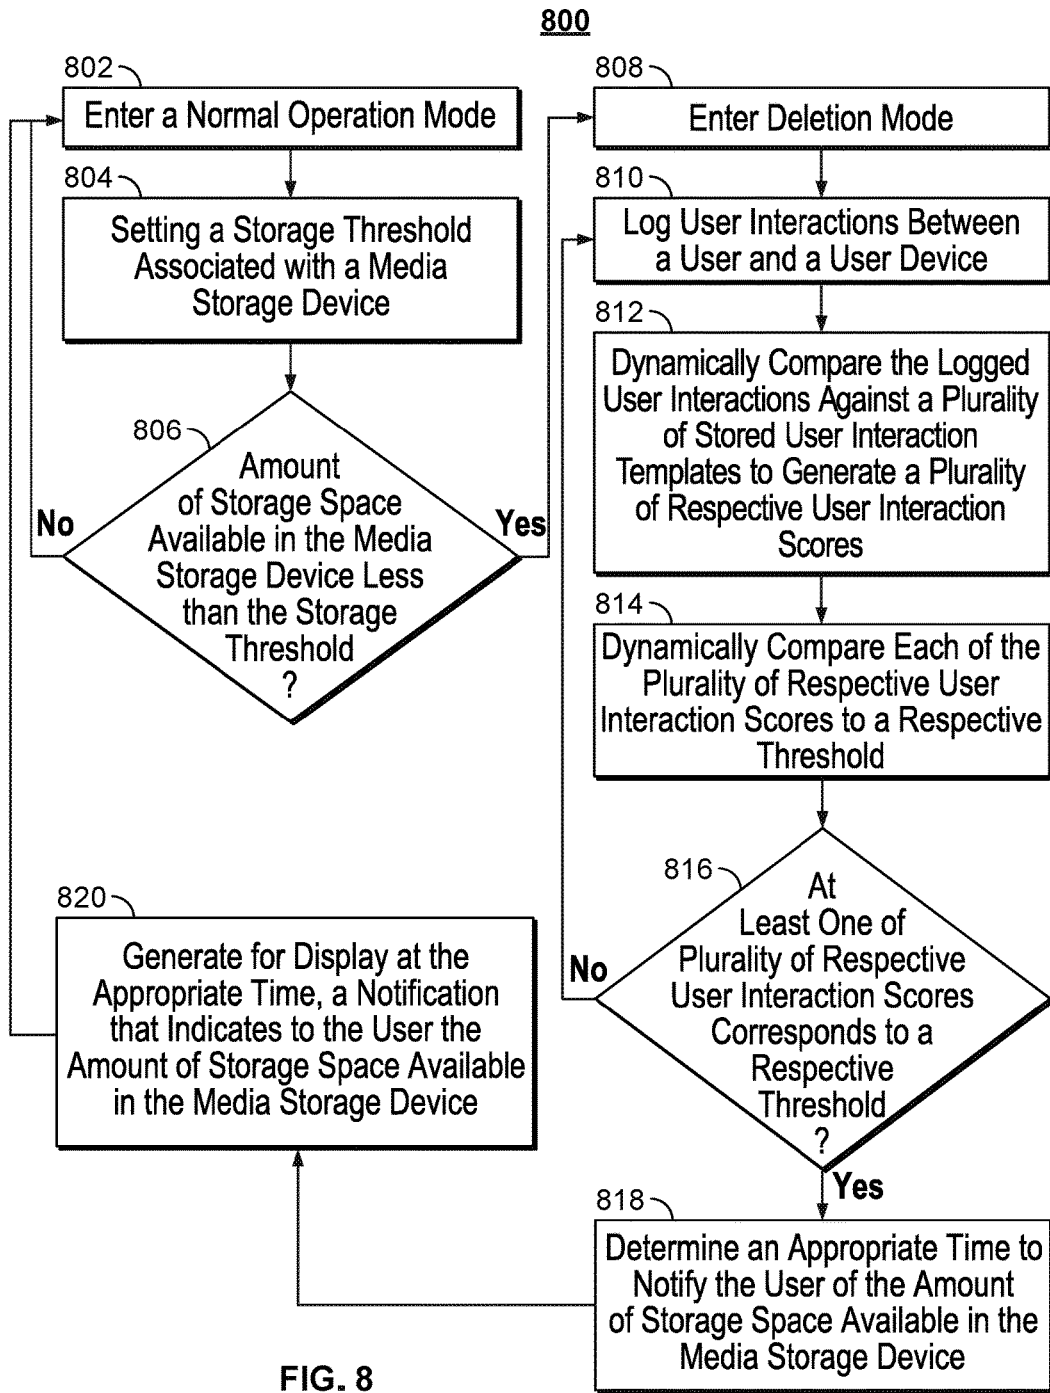 800
802
Enter a Normal Operation Mode
804
Setting a Storage Threshold
Associated with a Media
Storage Device
806
Amount
of Storage Space
Available in the Media
Storage Device Less
than the Storage
Threshold
?
No
Yes
808
Enter Deletion Mode
810
Log User Interactions Between
a User and a User Device
812
Dynamically Compare the Logged
User Interactions Against a Plurality
of Stored User Interaction
Templates to Generate a Plurality
of Respective User Interaction
Scores
814
Dynamically Compare Each of the
Plurality of Respective User
Interaction Scores to a Respective
Threshold
816
At
Least One of
Plurality of Respective
User Interaction Scores
Corresponds to a
Respective
Threshold
?
No
Yes
818
Determine an Appropriate Time to
Notify the User of the Amount
of Storage Space Available in the
Media Storage Device
820
Generate for Display at the
Appropriate Time, a Notification
that Indicates to the User the
Amount of Storage Space Available
in the Media Storage Device
FIG. 8